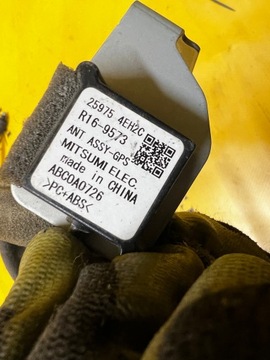 25975 4EH2C
R16-9573
ANT ASSY-GPS
MITSUMI ELEC.
made in CHINA
ABC0A0726
>PC+ABS<